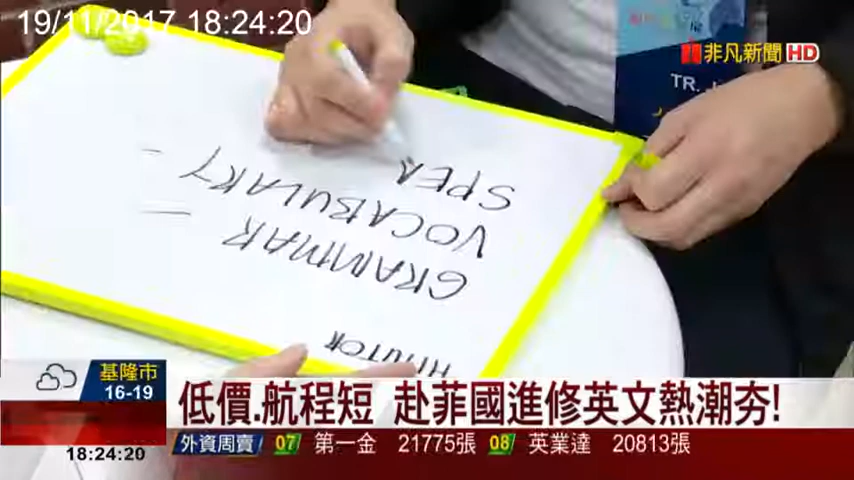 19/11/2017 18:24:20
非凡新聞HD
TR. J
SPEA
VOCABULARY -
GRAMMAR -
基隆市
16-19
低價.航程短 赴菲國進修英文熱潮夯!
18:24:20
外資周賣 07 第一金 21775張 08 英業達 20813張